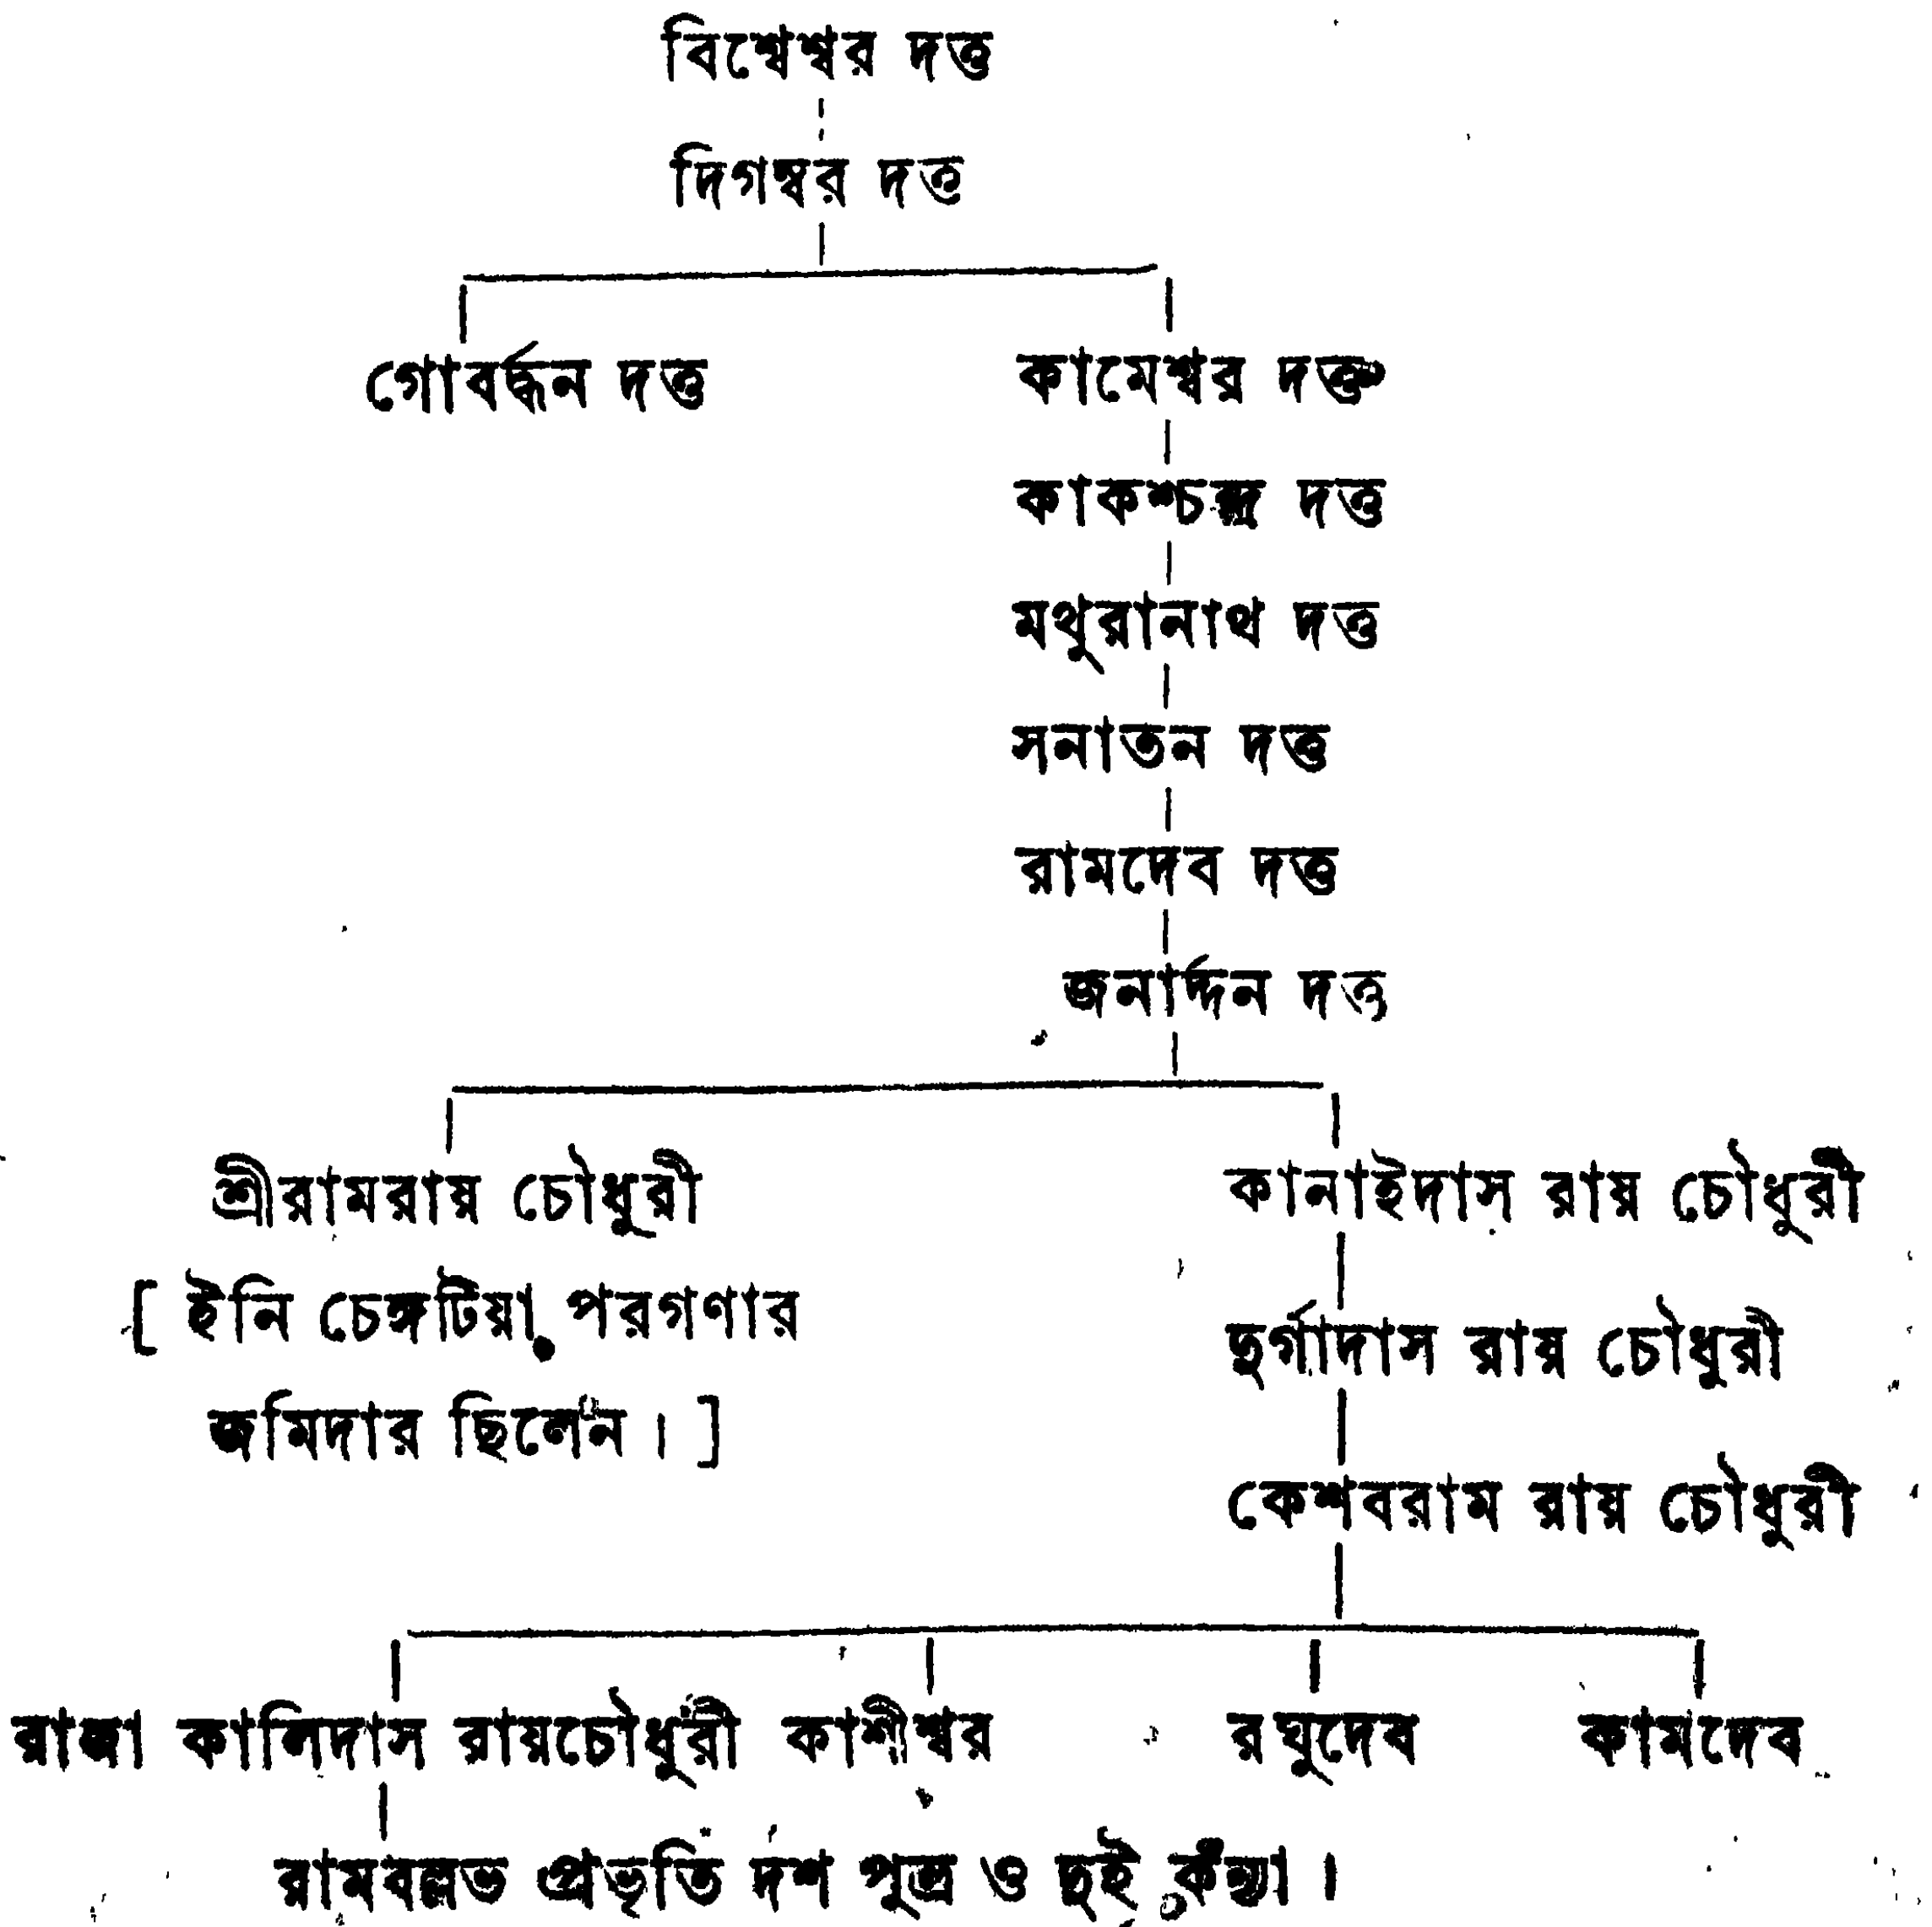 বিশ্বেশ্বর দত্ত
দিগম্বর দত্ত
গোবর্দ্ধন দত্ত কামেশ্বর দত্ত
কাকশ্চন্দ্র দত্ত
মথুরানাথ দত্ত
সনাতন দত্ত
রামদেব দত্ত
জনার্দ্দন দত্ত
শ্রীরামরায় চৌধুরী কানাইদাস রায় চৌধুরী
[ ইনি চেঙ্গটিয়া পরগণার
জমিদার ছিলেন। ]
দুর্গাদাস রায় চৌধুরী
কেশবরাম রায় চৌধুরী
রাজা কালিদাস রায়চৌধুরী কাশীশ্বর রঘুদেব কামদেব
রামবল্লভ প্রভৃতি দশ পুত্র ও দুই কন্যা।